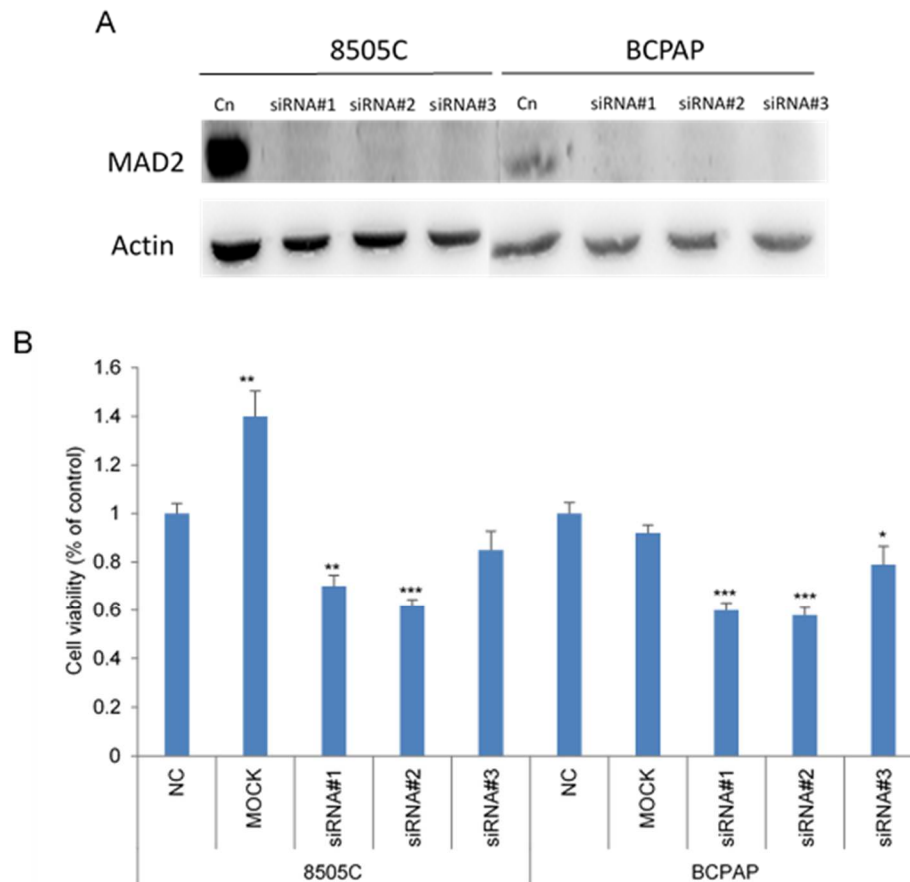 A
8505C BCPAP
Cn siRNA#1 siRNA#2 siRNA#3 Cn siRNA#1 siRNA#2 siRNA#3
MAD2
Actin
B
Cell viability (% of control)
1.6
1.4
1.2
1
0.8
0.6
0.4
0.2
0
** ** *** *** *** *
NC MOCK siRNA#1 siRNA#2 siRNA#3 NC MOCK siRNA#1 siRNA#2 siRNA#3
8505C BCPAP